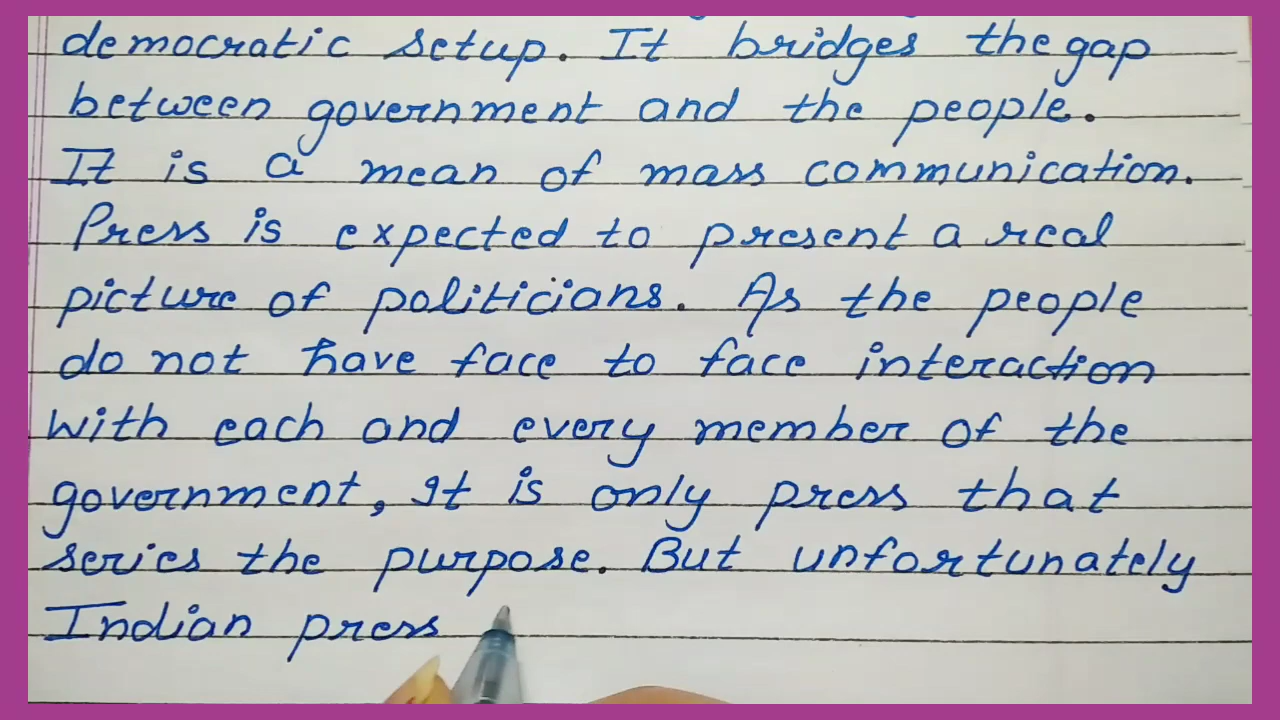 democratic setup. It bridges the gap
between government and the people.
It is a mean of mass communication.
Press is expected to present a real
picture of politicians. As the people
do not have face to face interaction
with each and every member of the
government, It is only press that
series the purpose. But unfortunately
Indian press